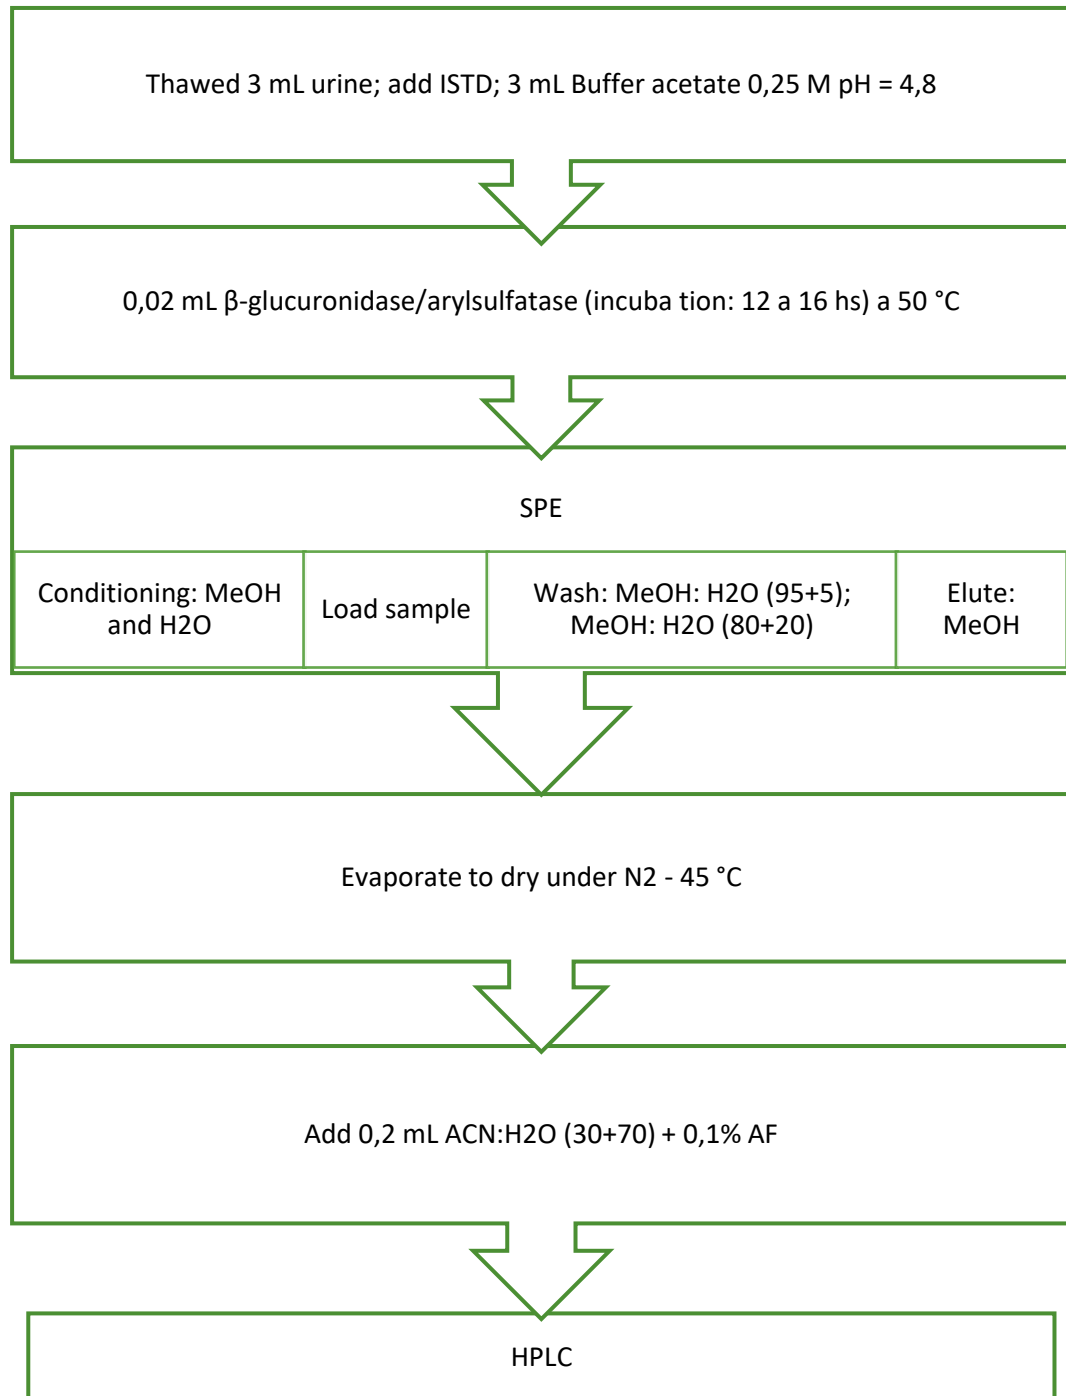 Thawed 3 mL urine; add ISTD; 3 mL Buffer acetate 0,25 M pH = 4,8
0,02 mL β-glucuronidase/arylsulfatase (incuba tion: 12 a 16 hs) a 50 °C
SPE
Conditioning: MeOH
and H2O
Load sample
Wash: MeOH: H2O (95+5);
MeOH: H2O (80+20)
Elute:
MeOH
Evaporate to dry under N2 - 45 °C
Add 0,2 mL ACN:H2O (30+70) + 0,1% AF
HPLC